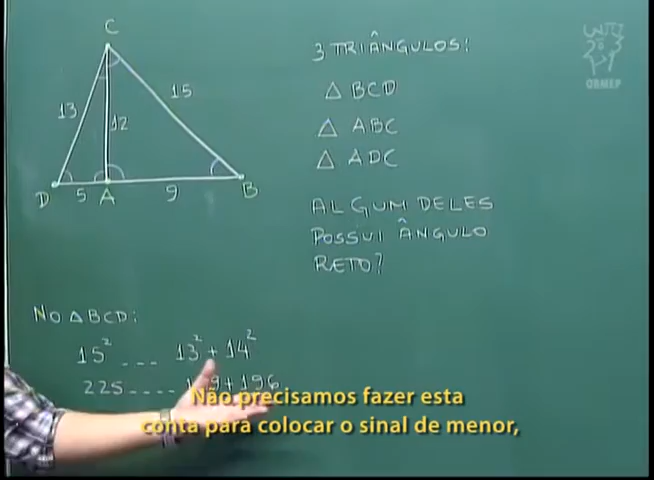 C
13
12
15
D
5
A
9
B
3 TRIÂNGULOS:
△ BCD
△ ABC
△ ADC
ALGUM DELES
POSSUI ÂNGULO
RETO?
NO △BCD:
15² --- 13² + 14²
225 ---- 9+196
Não precisamos fazer esta
conta para colocar o sinal de menor,
OBMEP